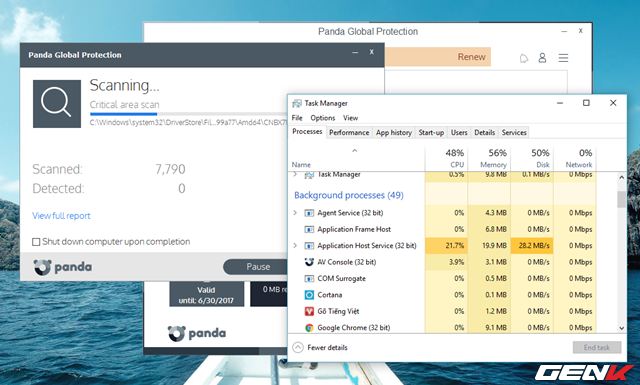 Panda Global Protection
Renew
Panda Global Protection
Scanning...
Critical area scan
C:\Windows\system32\DriverStore\Fil...99a77\Amd64\CNBX7
Scanned: 7,790
Detected: 0
View full report
Shut down computer upon completion
panda
Pause
Valid
until: 6/30/2017
0 MB
panda
Task Manager
File Options View
Processes Performance App history Start-up Users Details Services
48% 56% 50% 0%
Name CPU Memory Disk Network
Task Manager 0.5% 9.8 MB 0.1 MB/s 0 Mbps
Background processes (49)
Agent Service (32 bit) 0% 4.3 MB 0 MB/s 0 Mbps
Application Frame Host 0% 6.8 MB 0 MB/s 0 Mbps
Application Host Service (32 bit) 21.7% 19.9 MB 28.2 MB/s 0 Mbps
AV Console (32 bit) 3.9% 3.1 MB 0 MB/s 0 Mbps
COM Surrogate 0% 0.5 MB 0 MB/s 0 Mbps
Cortana 0% 0.1 MB 0 MB/s 0 Mbps
Gõ Tiếng Việt 0% 1.2 MB 0 MB/s 0 Mbps
Google Chrome (32 bit) 0% 9.1 MB 0 MB/s 0 Mbps
Fewer details
End task
GENK